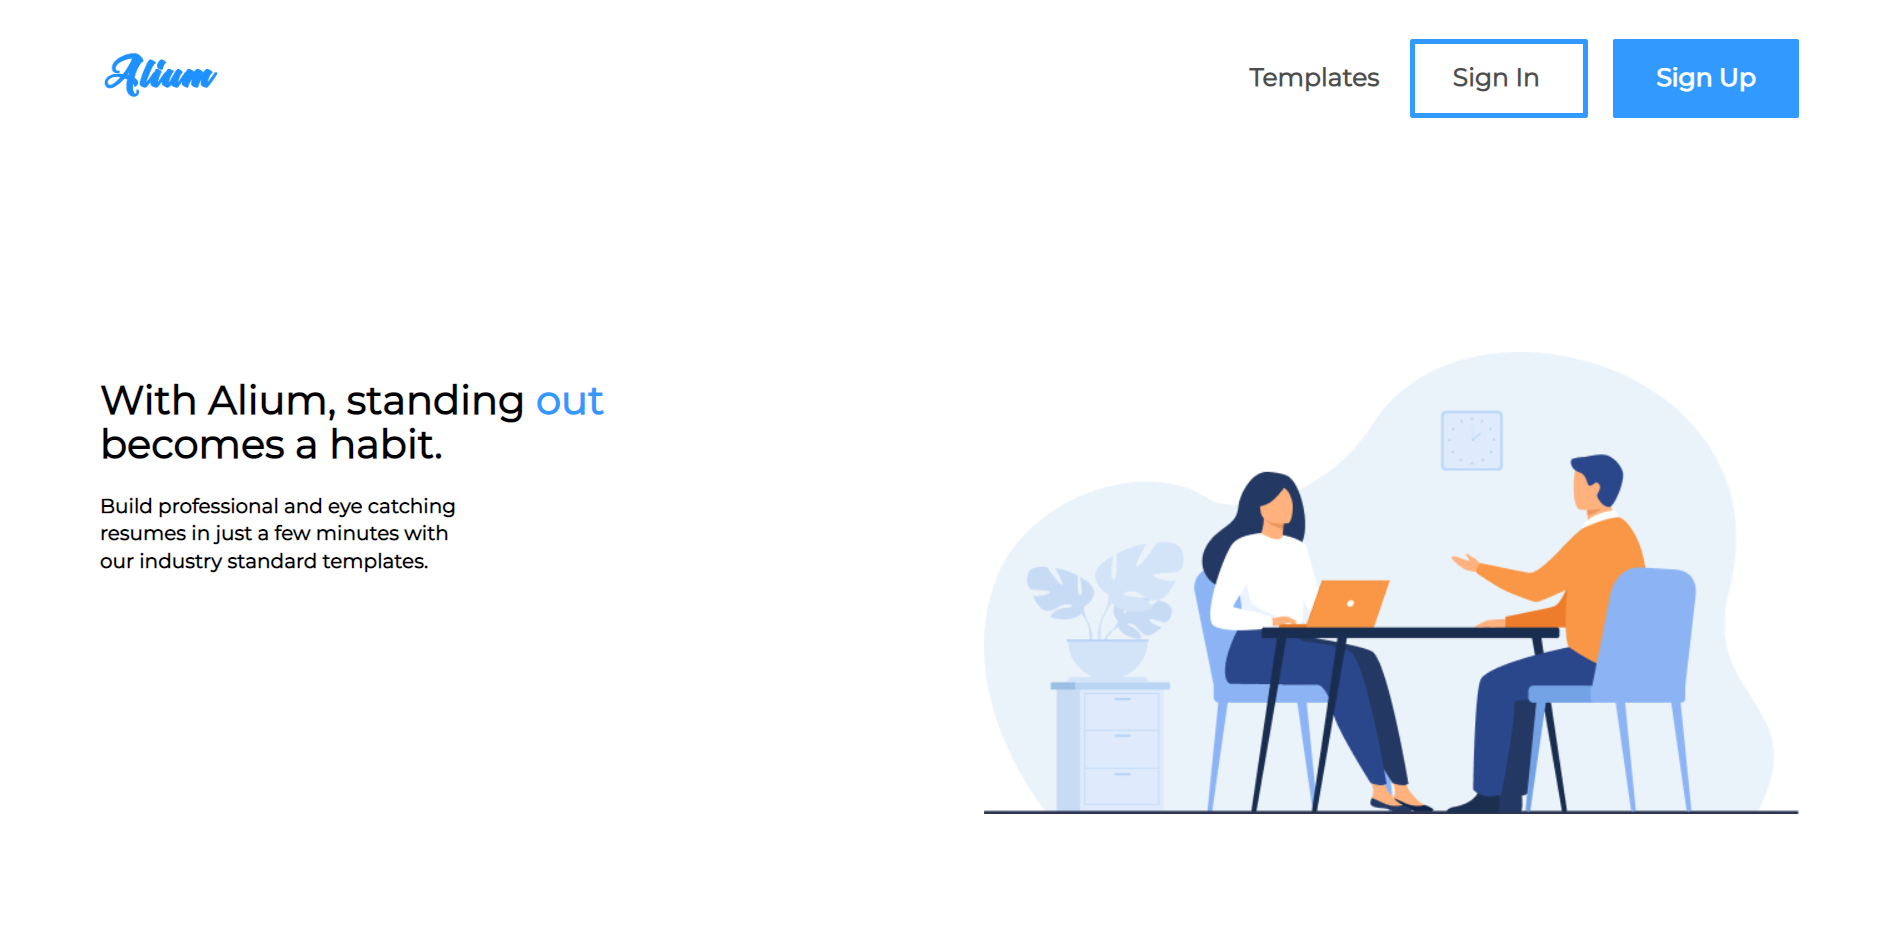 Alium
Templates
Sign In
Sign Up
With Alium, standing out
becomes a habit.
Build professional and eye catching
resumes in just a few minutes with
our industry standard templates.